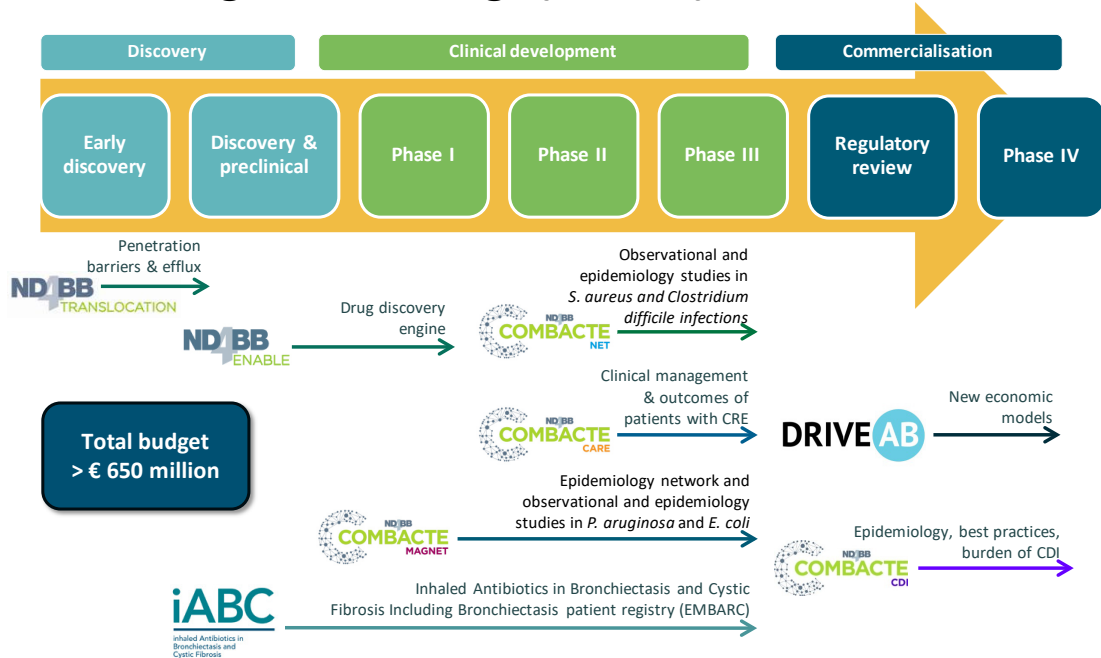 Discovery
Clinical development
Commercialisation
Early
discovery
Discovery &
preclinical
Phase I
Phase II
Phase III
Regulatory
review
Phase IV
Penetration
barriers & efflux
ND4BB
TRANSLOCATION
Drug discovery
engine
ND4BB
ENABLE
Observational and
epidemiology studies in
S. aureus and Clostridium
difficile infections
ND4BB
COMBACTE
NET
Clinical management
& outcomes of
patients with CRE
ND4BB
COMBACTE
CARE
New economic
models
DRIVE AB
Total budget
> € 650 million
Epidemiology network and
observational and epidemiology
studies in P. aruginosa and E. coli
ND4BB
COMBACTE
MAGNET
Epidemiology, best practices,
burden of CDI
ND4BB
COMBACTE
CDI
Inhaled Antibiotics in Bronchiectasis and Cystic
Fibrosis Including Bronchiectasis patient registry (EMBARC)
iABC
inhaled Antibiotics in
Bronchiectasis and
Cystic Fibrosis